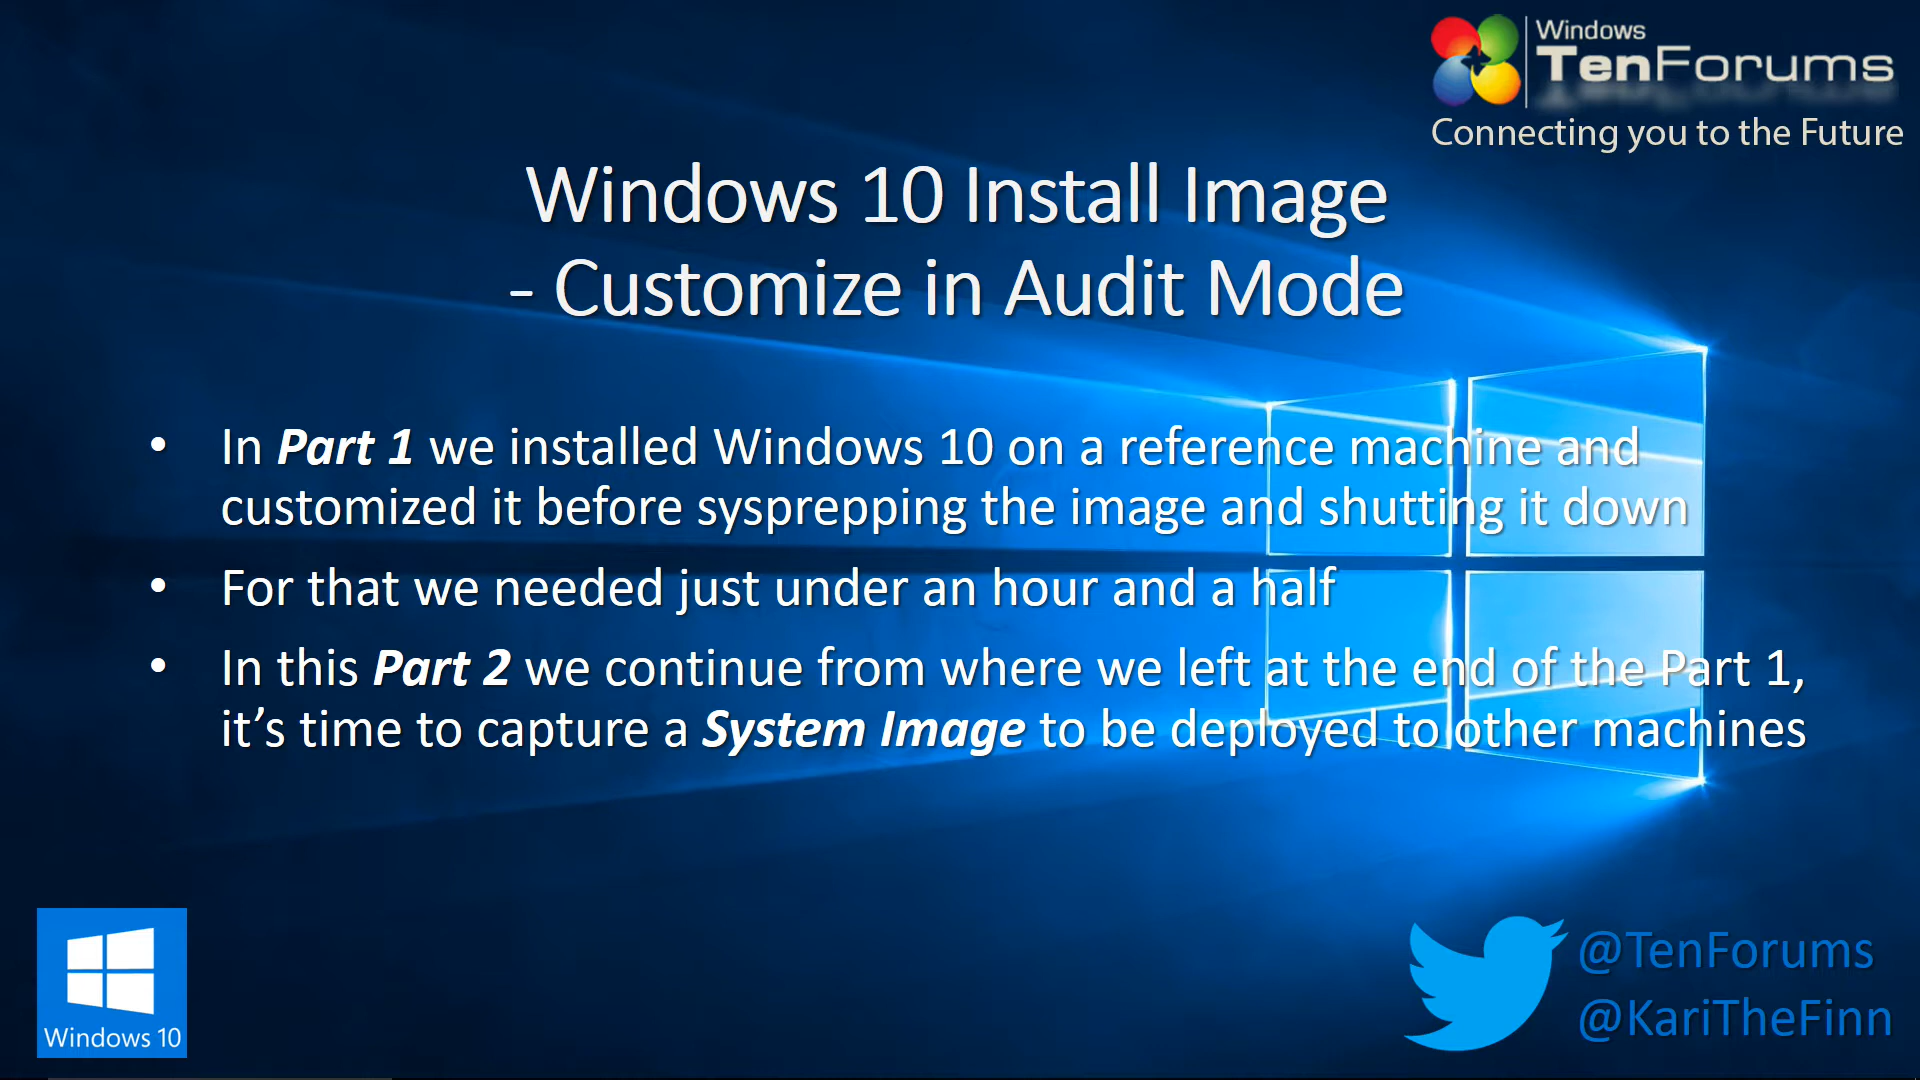 Windows
TenForums
Connecting you to the Future
Windows 10 Install Image
- Customize in Audit Mode
• In Part 1 we installed Windows 10 on a reference machine and
customized it before sysprepping the image and shutting it down
• For that we needed just under an hour and a half
• In this Part 2 we continue from where we left at the end of the Part 1,
it’s time to capture a System Image to be deployed to other machines
Windows 10
@TenForums
@KariTheFinn